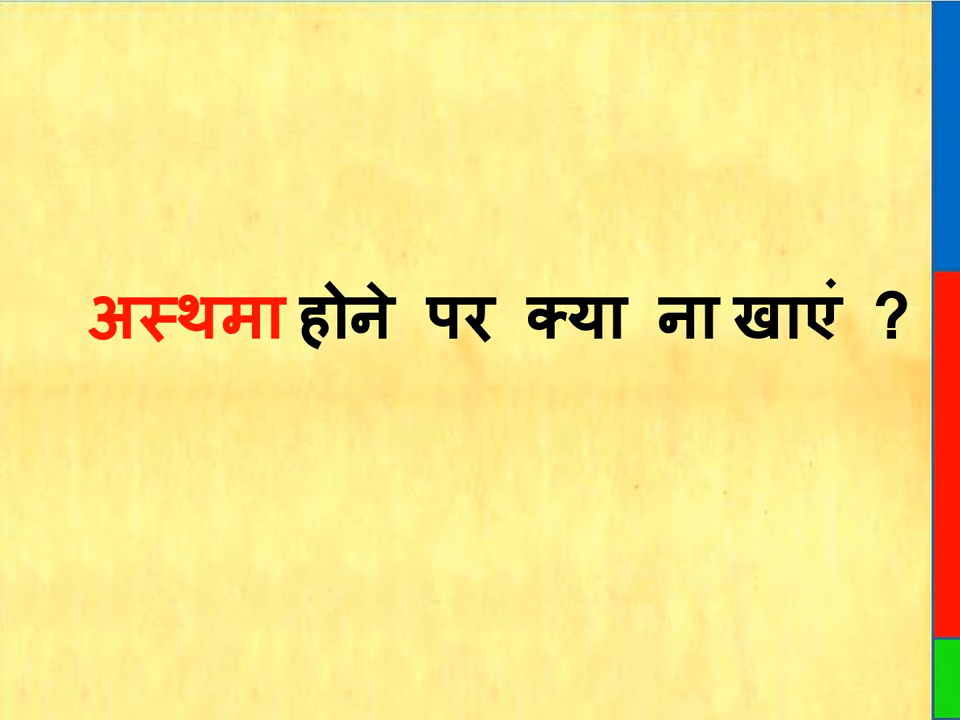 अस्थमा होने पर क्या ना खाएं ?